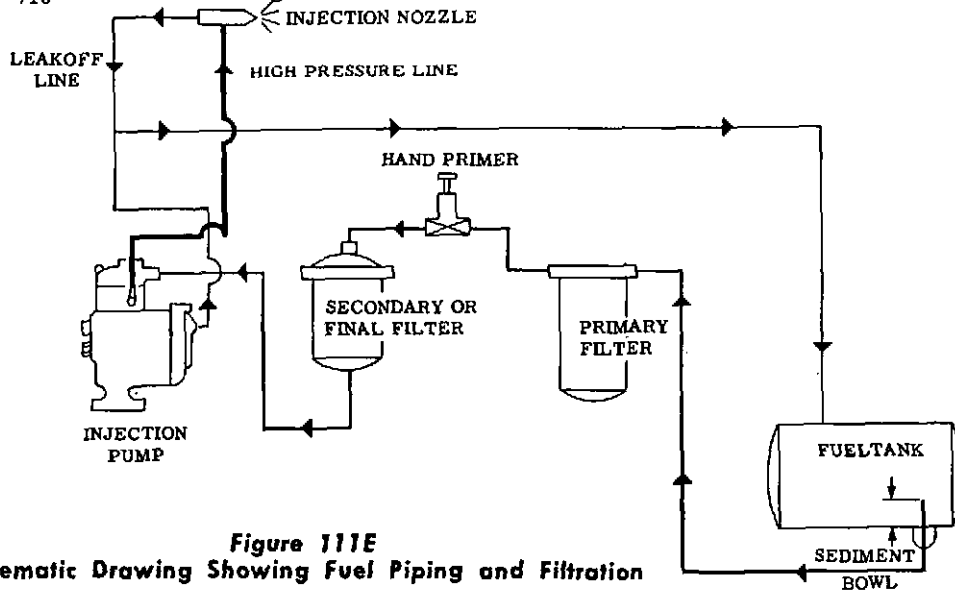 INJECTION NOZZLE
LEAKOFF
LINE
HIGH PRESSURE LINE
HAND PRIMER
SECONDARY OR
FINAL FILTER
PRIMARY
FILTER
INJECTION
PUMP
FUELTANK
SEDIMENT
BOWL
Figure 111E
ematic Drawing Showing Fuel Piping and Filtration